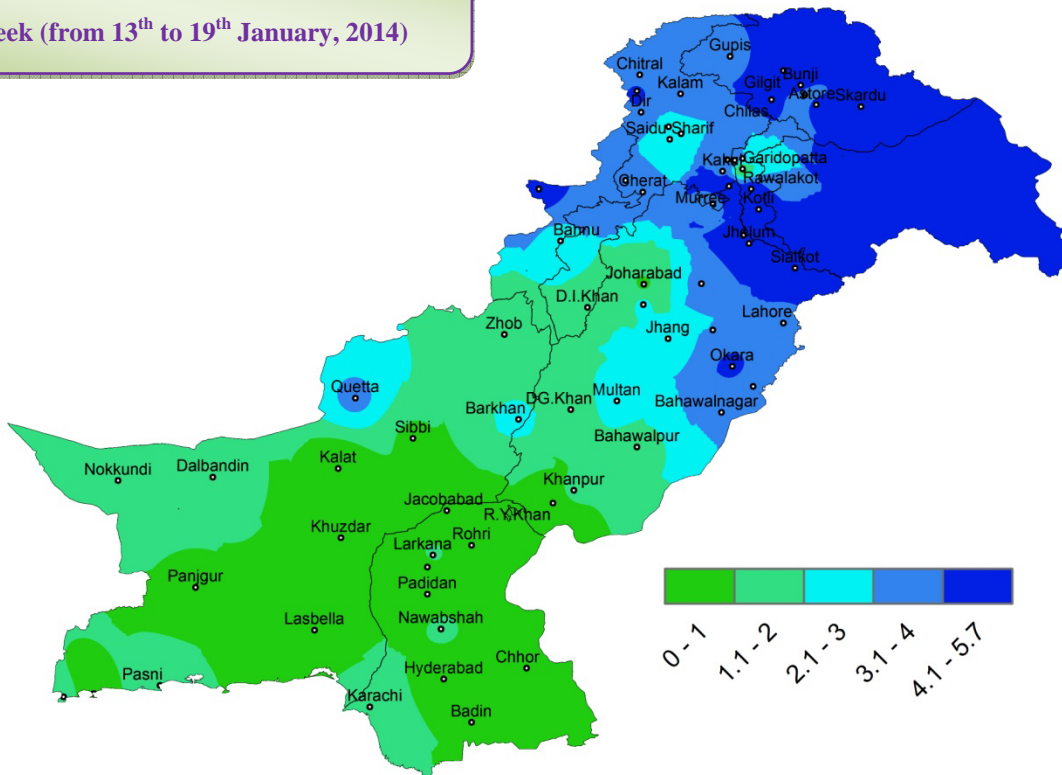 eek (from 13th to 19th January, 2014)
Gupis
Chitral
Kalam
Gilgit
Bunji
Dir
Astore
Skardu
Chilas
Saidu Sharif
Garidopatta
Cherat
Rawalakot
Murree
Kotli
Bannu
Jhelum
Sialkot
Joharabad
D.I.Khan
Zhob
Lahore
Jhang
Okara
Quetta
Barkhan
DG.Khan
Multan
Bahawalnagar
Sibbi
Bahawalpur
Nokkundi
Dalbandin
Kalat
Khanpur
Jacobabad
R.Y.Khan
Khuzdar
Rohri
Larkana
Panjgur
Padidan
Lasbella
Nawabshah
Pasni
Hyderabad
Chhor
Karachi
Badin
0 - 1
1.1 - 2
2.1 - 3
3.1 - 4
4.1 - 5.7